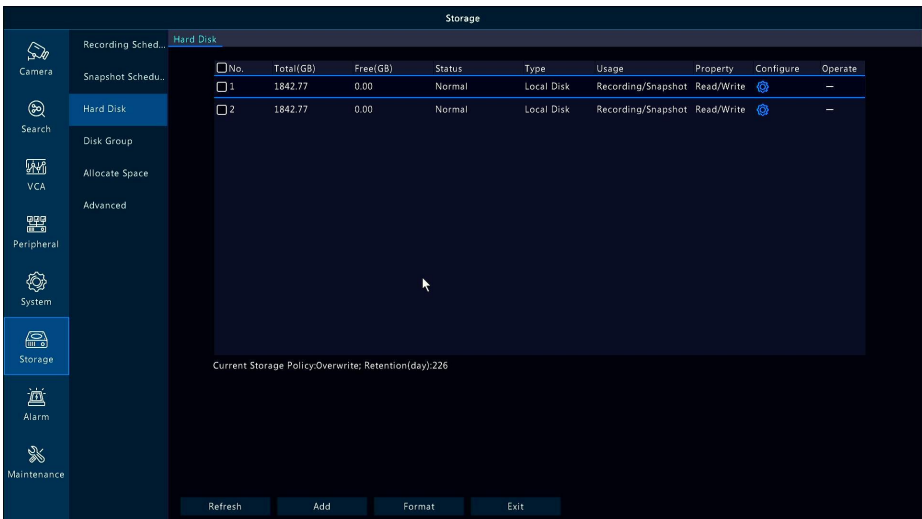 Storage
Camera
Search
VCA
Peripheral
System
Storage
Alarm
Maintenance
Recording Sched...
Snapshot Schedu..
Hard Disk
Disk Group
Allocate Space
Advanced
Hard Disk
No. Total(GB) Free(GB) Status Type Usage Property Configure Operate
1 1842.77 0.00 Normal Local Disk Recording/Snapshot Read/Write —
2 1842.77 0.00 Normal Local Disk Recording/Snapshot Read/Write —
Current Storage Policy:Overwrite; Retention(day):226
Refresh Add Format Exit